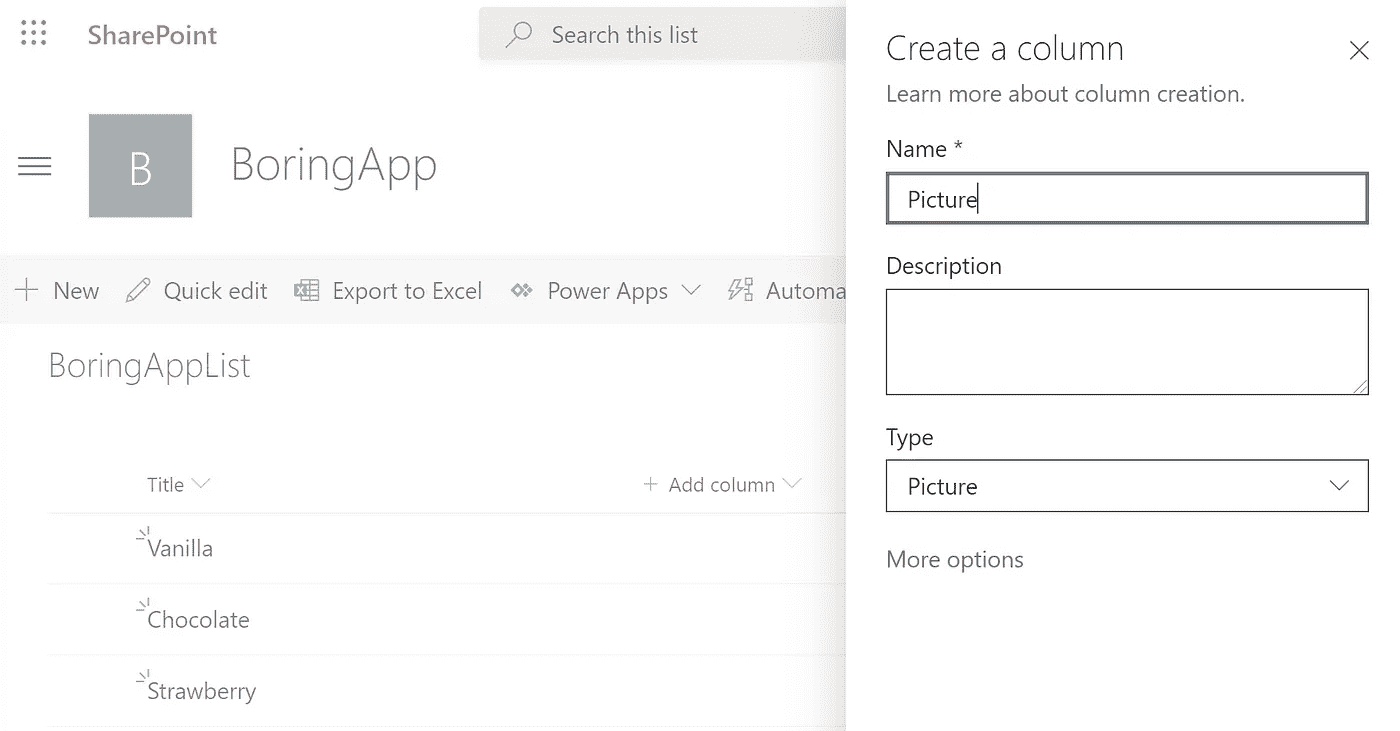 SharePoint
Search this list
B
BoringApp
New
Quick edit
Export to Excel
Power Apps
Automa
BoringAppList
Title
Add column
Vanilla
Chocolate
Strawberry
Create a column
Learn more about column creation.
Name *
Picture
Description
Type
Picture
More options